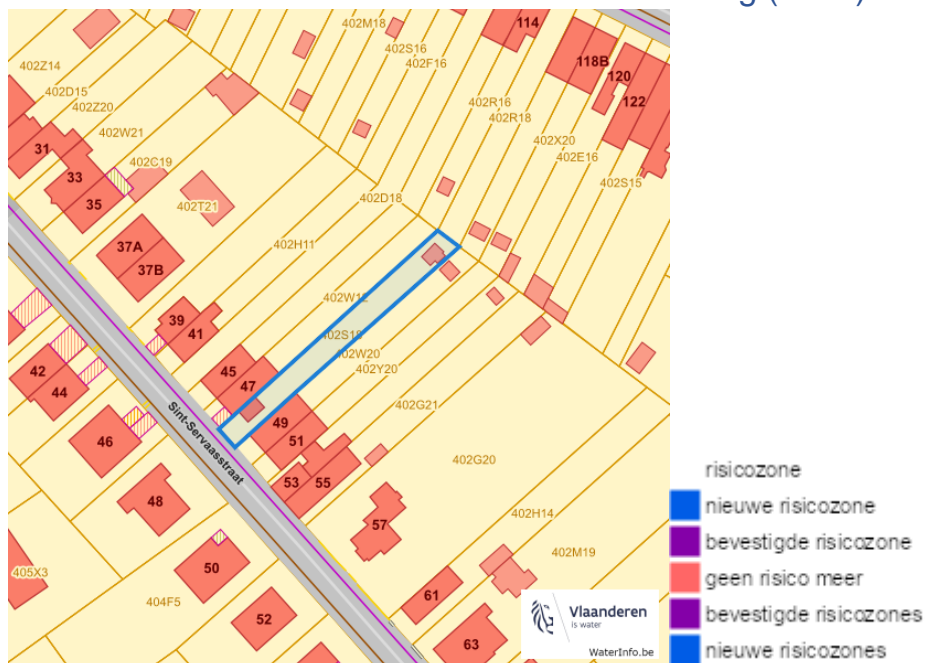 402M18
114
402S16
402F16
118B
402Z14
120
402D15
402Z20
122
402R16
402R18
402W21
31
402X20
402E16
402C19
33
402S15
35
402D18
402T21
37A
402H11
37B
402W12
39
41
402W20
402Y20
45
42
47
44
402G21
49
Sint-Servaasstraat
46
51
402G20
53
55
48
402H14
57
402M19
50
405X3
61
404F5
52
63
Vlaanderen
is water
WaterInfo.be
risicozone
nieuwe risicozone
bevestigde risicozone
geen risico meer
bevestigde risicozones
nieuwe risicozones